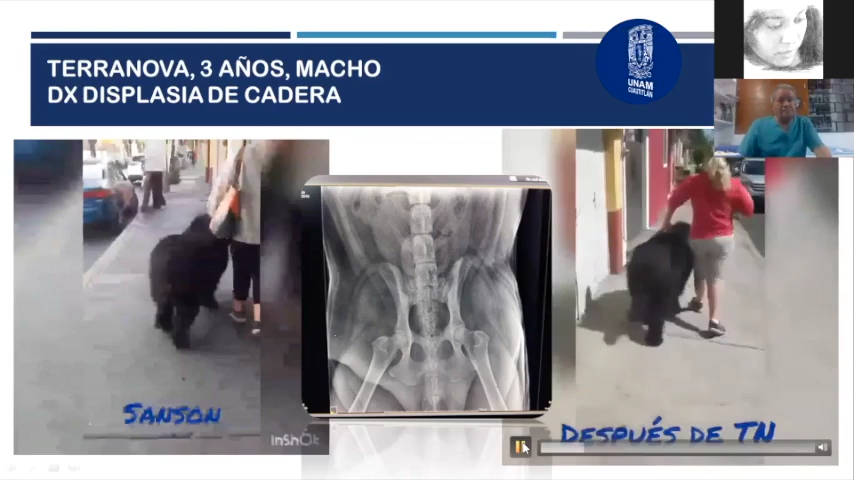 TERRANOVA, 3 AÑOS, MACHO
DX DISPLASIA DE CADERA
UNAM
CUAUTITLÁN
SANSON
InShOt
DESPUÉS DE TN